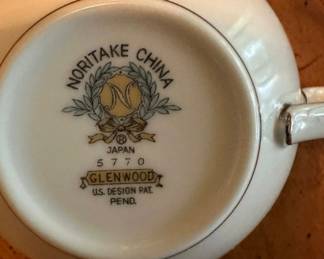 NORITAKE CHINA
N
®
JAPAN
5770
GLENWOOD
U.S. DESIGN PAT.
PEND.